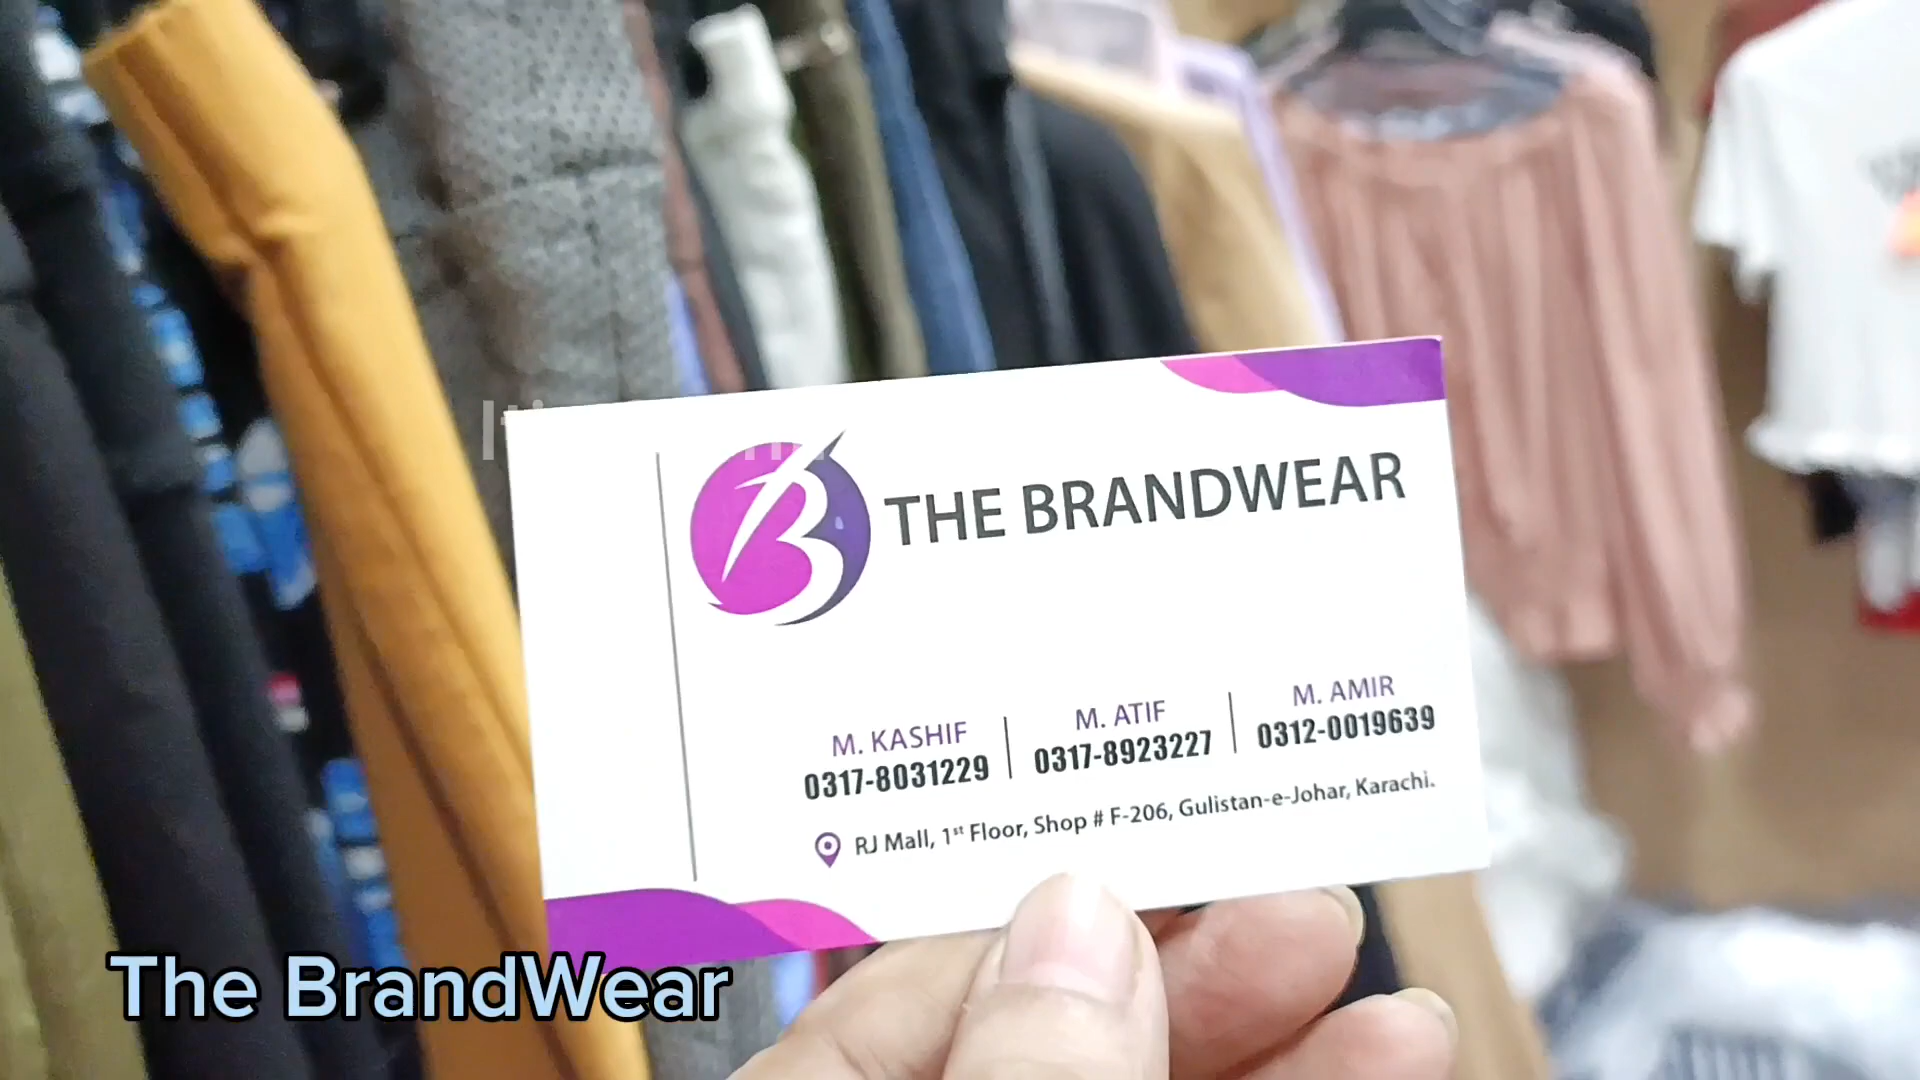 THE BRANDWEAR
M. KASHIF
0317-8031229
M. ATIF
0317-8923227
M. AMIR
0312-0019639
RJ Mall, 1st Floor, Shop # F-206, Gulistan-e-Johar, Karachi.
The BrandWear